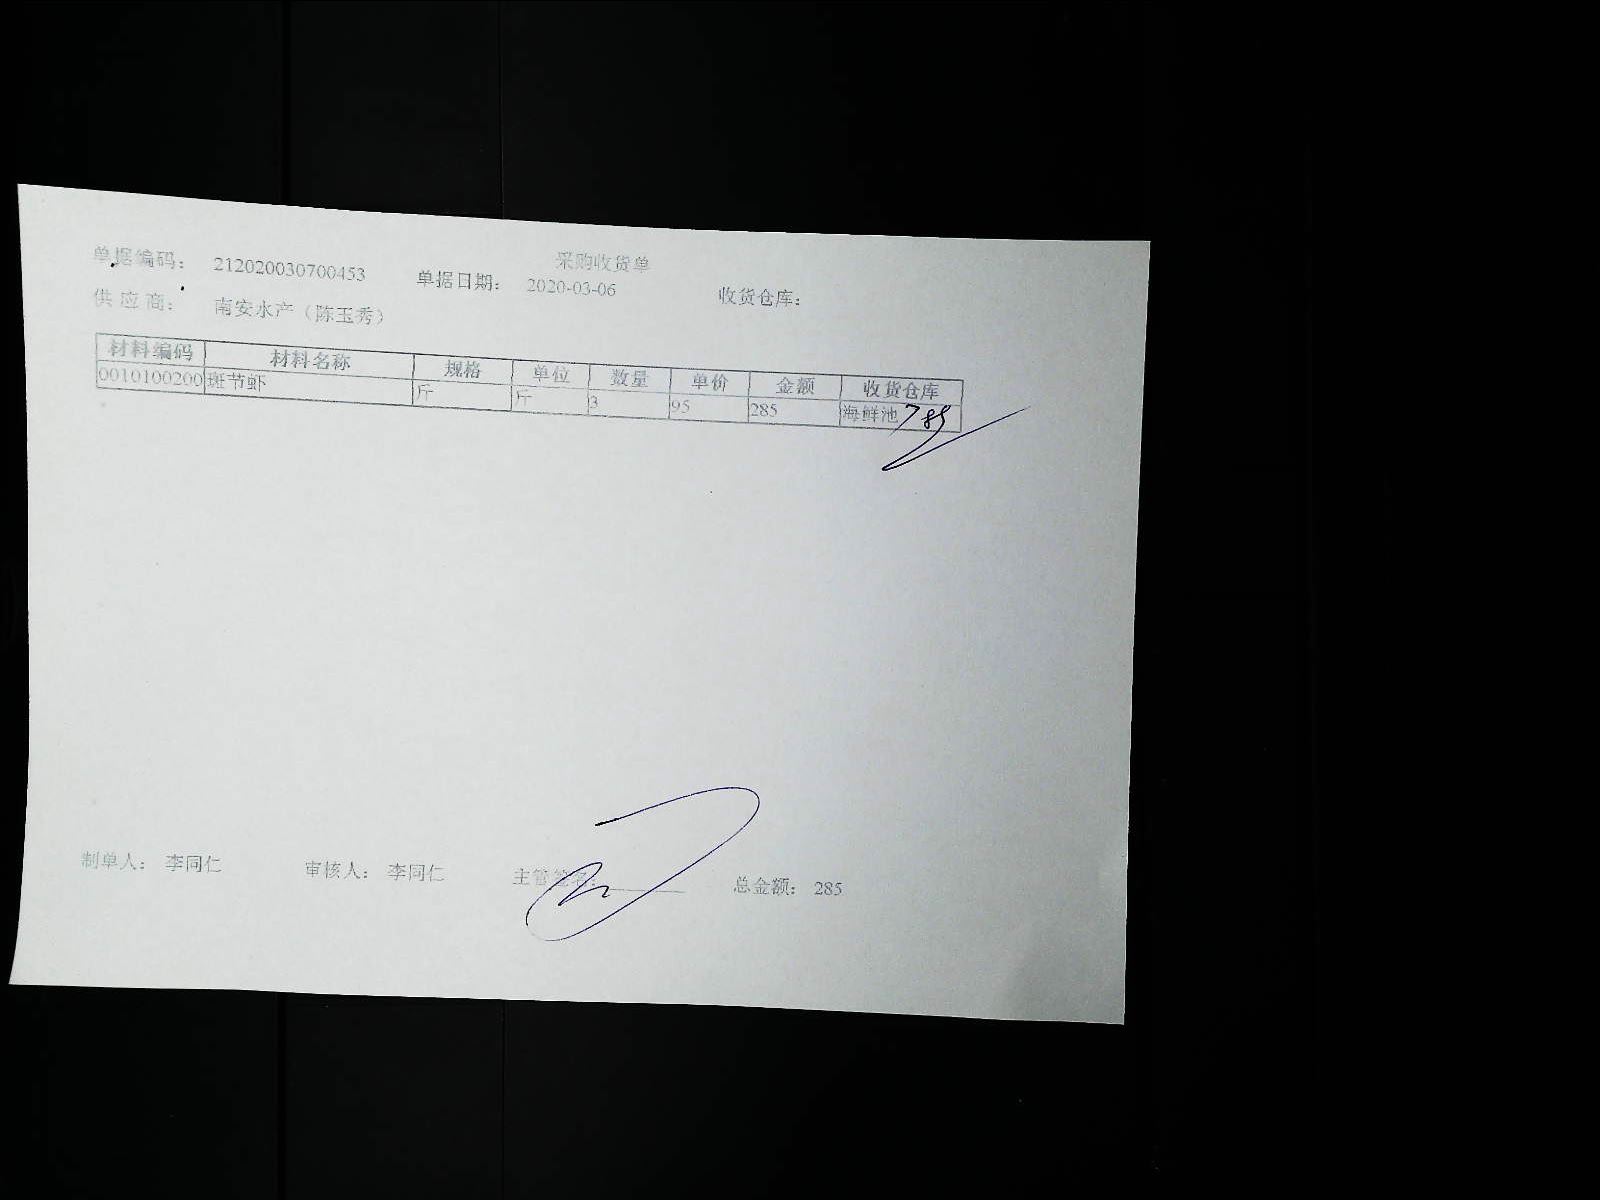 采购收货单
单据编码： 212020030700453 单据日期： 2020-03-06 收货仓库：
供 应 商： 南安水产（陈玉秀）
材料编码 材料名称 规格 单位 数量 单价 金额 收货仓库
0010100200 斑节虾 斤 斤 3 95 285 海鲜池
制单人： 李同仁 审核人： 李同仁 主管签名： 总金额： 285